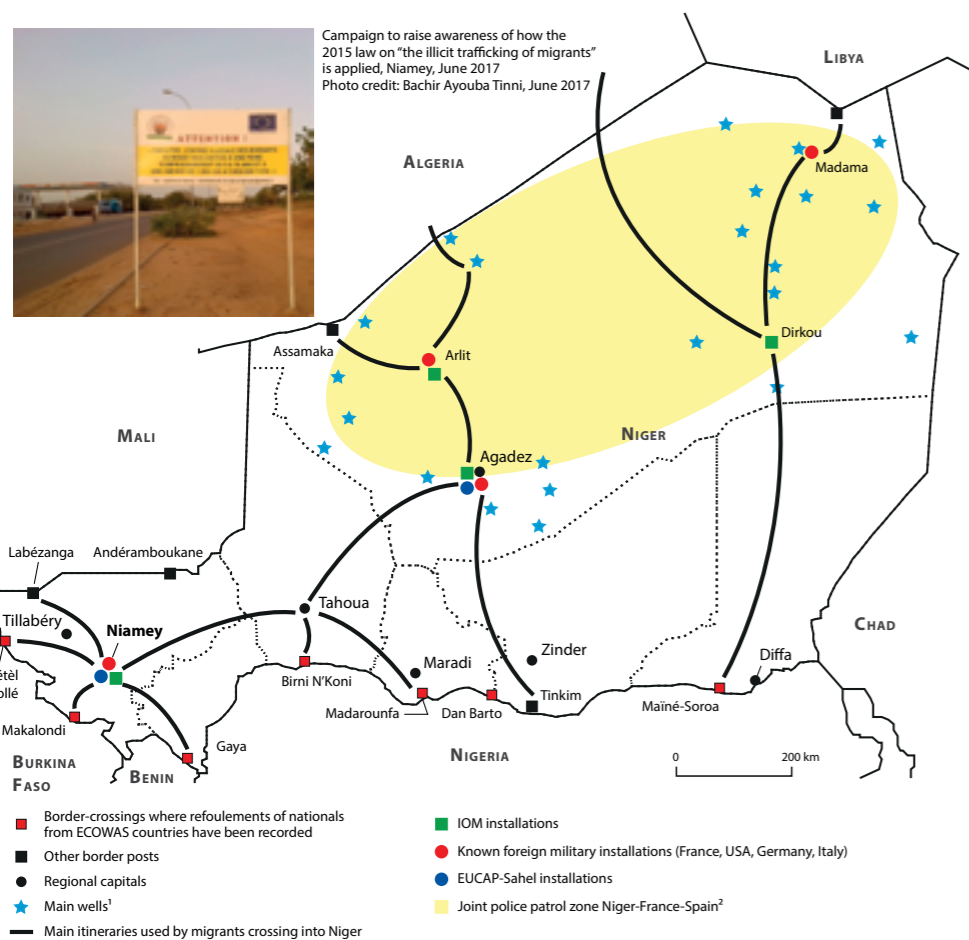 Campaign to raise awareness of how the
2015 law on “the illicit trafficking of migrants”
is applied, Niamey, June 2017
Photo credit: Bachir Ayouba Tinni, June 2017
ATTENTION !
LIBYA
ALGERIA
Madama
Dirkou
Assamaka
Arlit
MALI
NIGER
Agadez
Labézanga
Andéramboukane
Tillabéry
Niamey
Tahoua
Zinder
CHAD
Maradi
Diffa
Birni N’Koni
Tinkim
Madarounfa
Dan Barto
Maïné-Soroa
Makalondi
Gaya
BURKINA
FASO
BENIN
NIGERIA
0 200 km
Border-crossings where refoulements of nationals
from ECOWAS countries have been recorded
Other border posts
Regional capitals
Main wells¹
Main itineraries used by migrants crossing into Niger
IOM installations
Known foreign military installations (France, USA, Germany, Italy)
EUCAP-Sahel installations
Joint police patrol zone Niger-France-Spain²